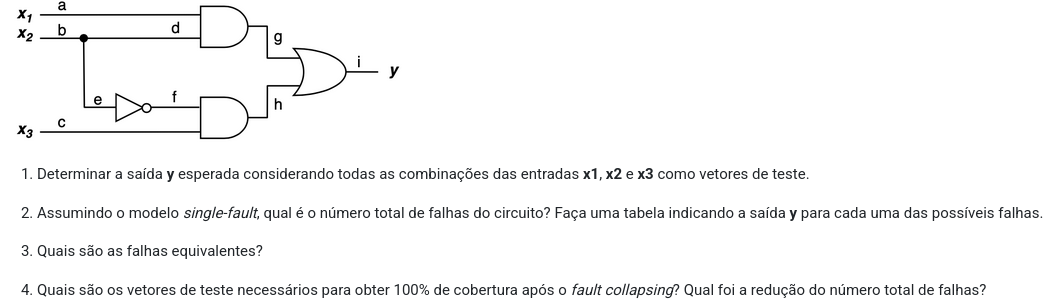 x1 a
x2 b d g
i y
e f h
x3 c
1. Determinar a saída y esperada considerando todas as combinações das entradas x1, x2 e x3 como vetores de teste.
2. Assumindo o modelo single-fault, qual é o número total de falhas do circuito? Faça uma tabela indicando a saída y para cada uma das possíveis falhas.
3. Quais são as falhas equivalentes?
4. Quais são os vetores de teste necessários para obter 100% de cobertura após o fault collapsing? Qual foi a redução do número total de falhas?